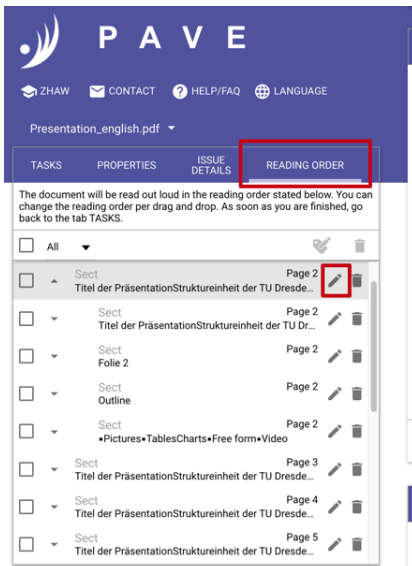 PAVE
ZHAW CONTACT HELP/FAQ LANGUAGE
Presentation_english.pdf
TASKS PROPERTIES ISSUE DETAILS READING ORDER
The document will be read out loud in the reading order stated below. You can
change the reading order per drag and drop. As soon as you are finished, go
back to the tab TASKS.
All
Sect Page 2
Titel der PräsentationStruktureinheit der TU Dresde...
Sect Page 2
Titel der PräsentationStruktureinheit der TU Dr...
Sect Page 2
Folie 2
Sect Page 2
Outline
Sect Page 2
▪Pictures▪TablesCharts▪Free form▪Video
Sect Page 3
Titel der PräsentationStruktureinheit der TU Dresde...
Sect Page 4
Titel der PräsentationStruktureinheit der TU Dresde...
Sect Page 5
Titel der PräsentationStruktureinheit der TU Dresde...